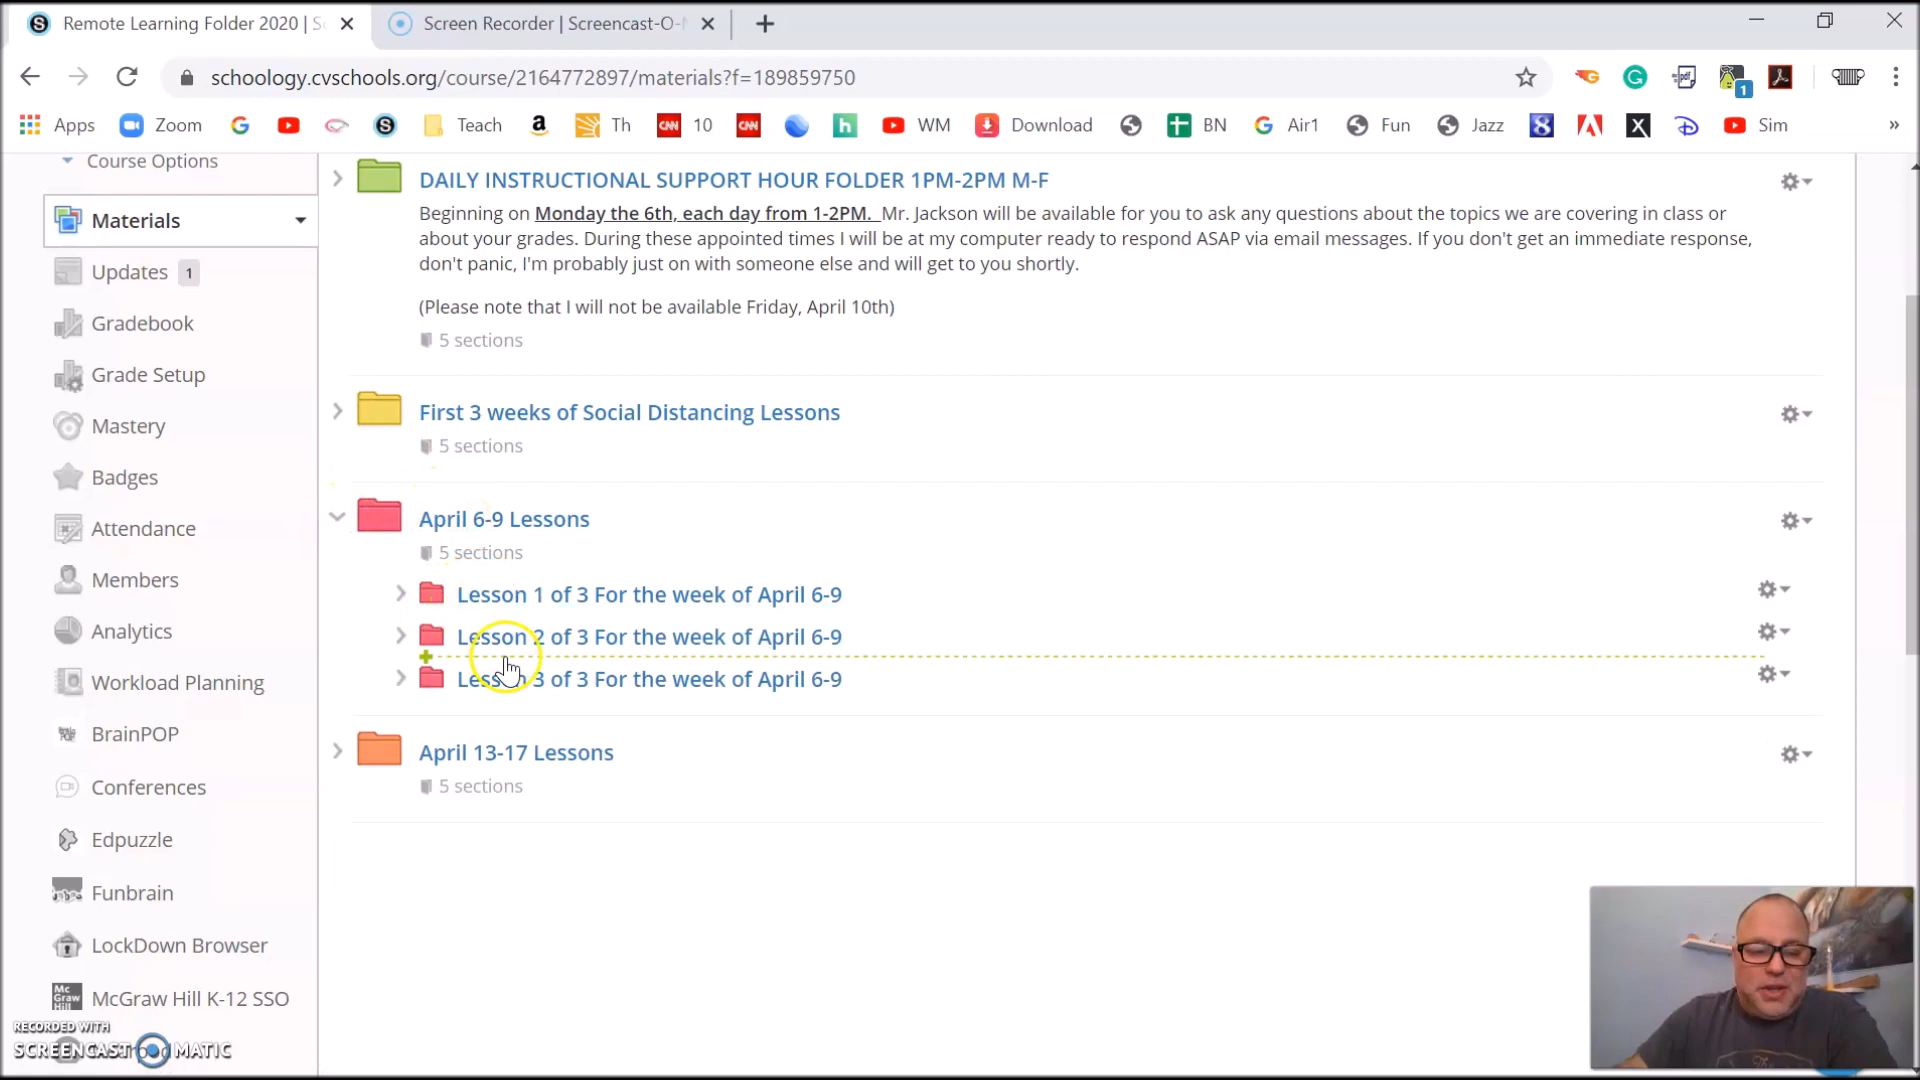 Remote Learning Folder 2020 | S
Screen Recorder | Screencast-O-
schoology.cvschools.org/course/2164772897/materials?f=189859750
1
Apps Zoom Teach Th CNN 10 CNN h WM Download BN Air1 Fun Jazz 8 X Sim »
Course Options
Materials
Updates 1
Gradebook
Grade Setup
Mastery
Badges
Attendance
Members
Analytics
Workload Planning
BrainPOP
Conferences
Edpuzzle
Funbrain
LockDown Browser
Mc Graw Hill
McGraw Hill K-12 SSO
DAILY INSTRUCTIONAL SUPPORT HOUR FOLDER 1PM-2PM M-F
Beginning on Monday the 6th, each day from 1-2PM. Mr. Jackson will be available for you to ask any questions about the topics we are covering in class or
about your grades. During these appointed times I will be at my computer ready to respond ASAP via email messages. If you don't get an immediate response,
don't panic, I'm probably just on with someone else and will get to you shortly.
(Please note that I will not be available Friday, April 10th)
5 sections
First 3 weeks of Social Distancing Lessons
5 sections
April 6-9 Lessons
5 sections
Lesson 1 of 3 For the week of April 6-9
Lesson 2 of 3 For the week of April 6-9
Lesson 3 of 3 For the week of April 6-9
April 13-17 Lessons
5 sections
RECORDED WITH
SCREENCAST MATIC